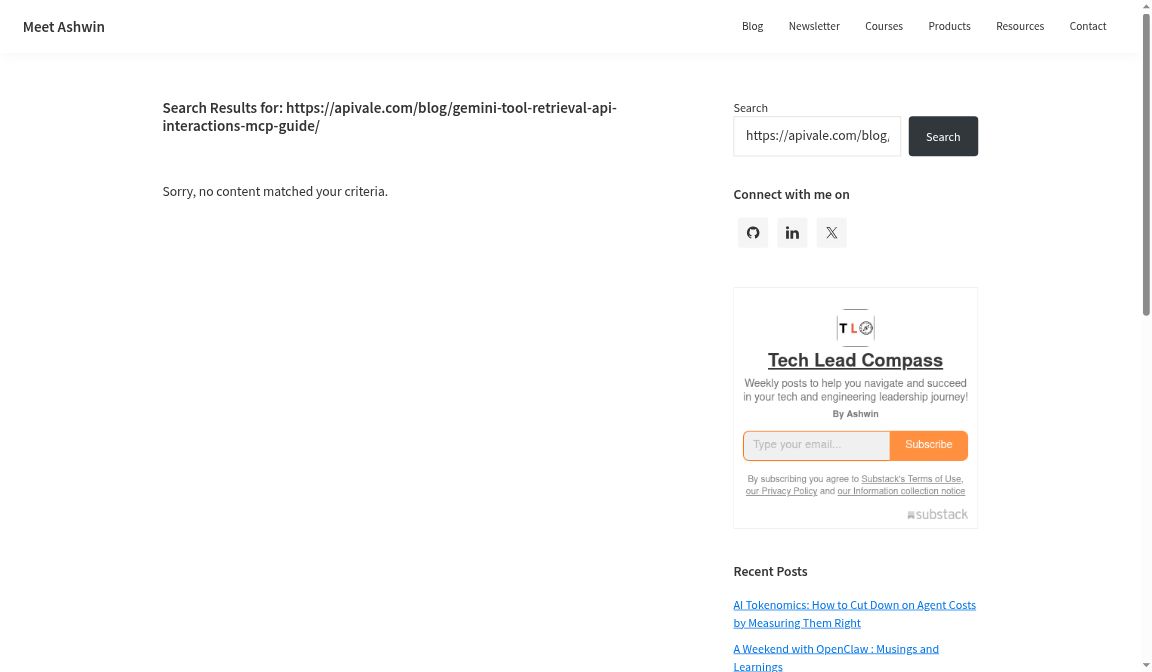 Meet Ashwin
Blog
Newsletter
Courses
Products
Resources
Contact
Search Results for: https://apivale.com/blog/gemini-tool-retrieval-api-
interactions-mcp-guide/
Sorry, no content matched your criteria.
Search
https://apivale.com/blog/
Search
Connect with me on
TL
Tech Lead Compass
Weekly posts to help you navigate and succeed
in your tech and engineering leadership journey!
By Ashwin
Type your email...
Subscribe
By subscribing you agree to Substack's Terms of Use,
our Privacy Policy and our Information collection notice
substack
Recent Posts
AI Tokenomics: How to Cut Down on Agent Costs
by Measuring Them Right
A Weekend with OpenClaw : Musings and
Learnings